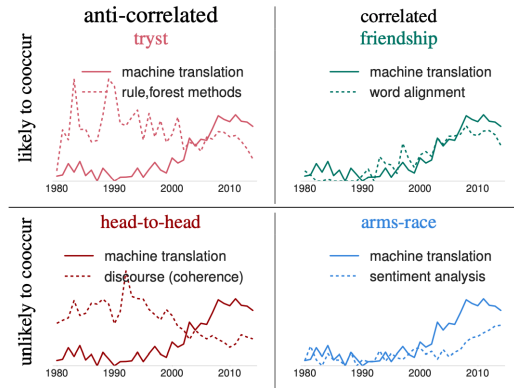 anti-correlated
correlated
tryst
friendship
likely to cooccur
machine translation
rule,forest methods
machine translation
word alignment
1980 1990 2000 2010
1980 1990 2000 2010
unlikely to cooccur
head-to-head
arms-race
machine translation
discourse (coherence)
machine translation
sentiment analysis
1980 1990 2000 2010
1980 1990 2000 2010